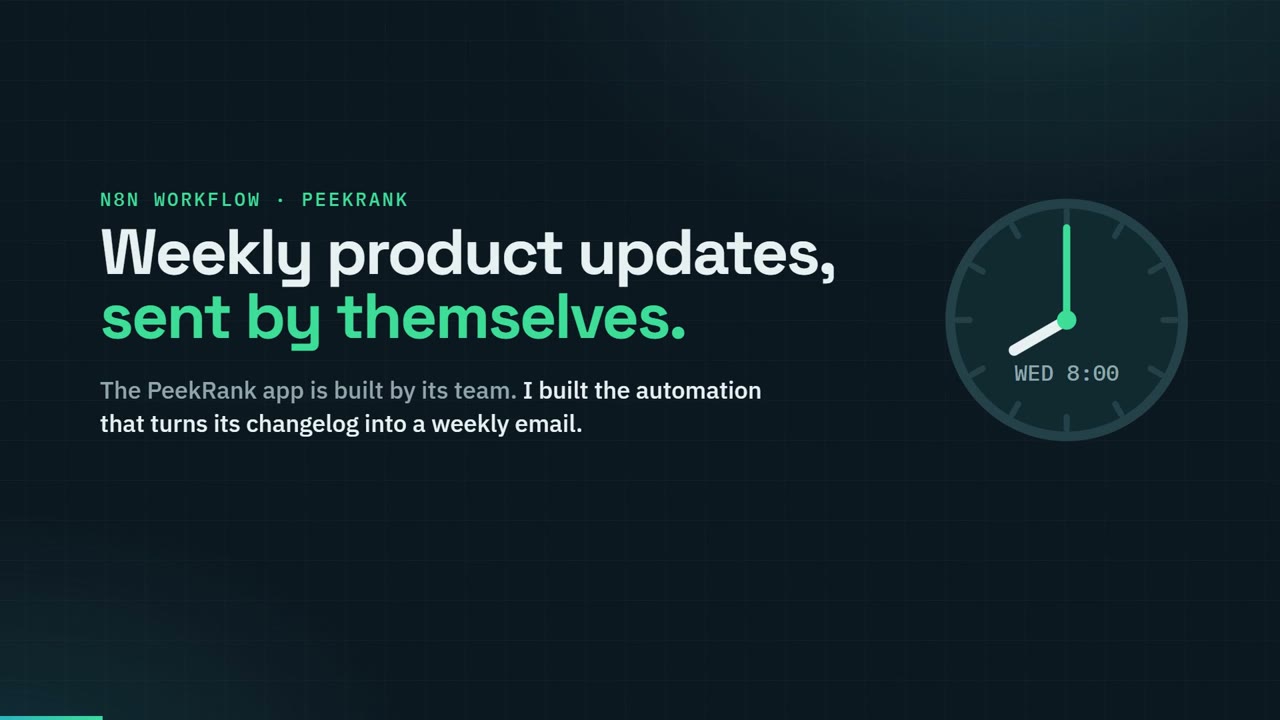 N8N WORKFLOW · PEEKRANK
Weekly product updates,
sent by themselves.
The PeekRank app is built by its team. I built the automation
that turns its changelog into a weekly email.
WED 8:00